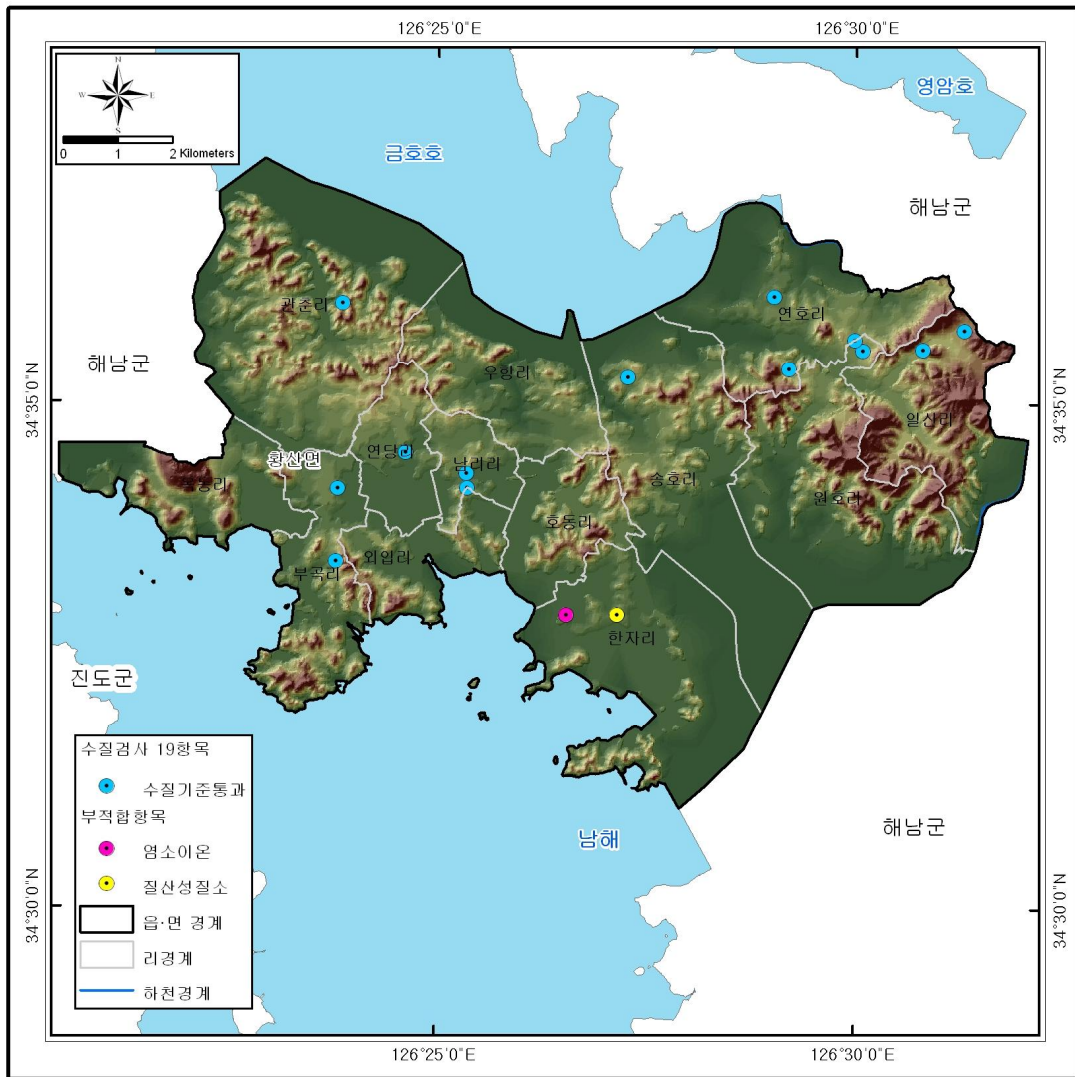 126°25'0"E
126°30'0"E
N
W
E
S
0 1 2 Kilometers
영암호
금호호
해남군
관춘리
연호리
해남군
우항리
34°35'0"N
34°35'0"N
일산리
연당리
황산면
남리리
송호리
원호리
호동리
외입리
부곡리
한자리
진도군
수질검사 19항목
수질기준통과
부적합항목
염소이온
질산성질소
읍·면 경계
리경계
하천경계
남해
해남군
34°30'0"N
34°30'0"N
126°25'0"E
126°30'0"E